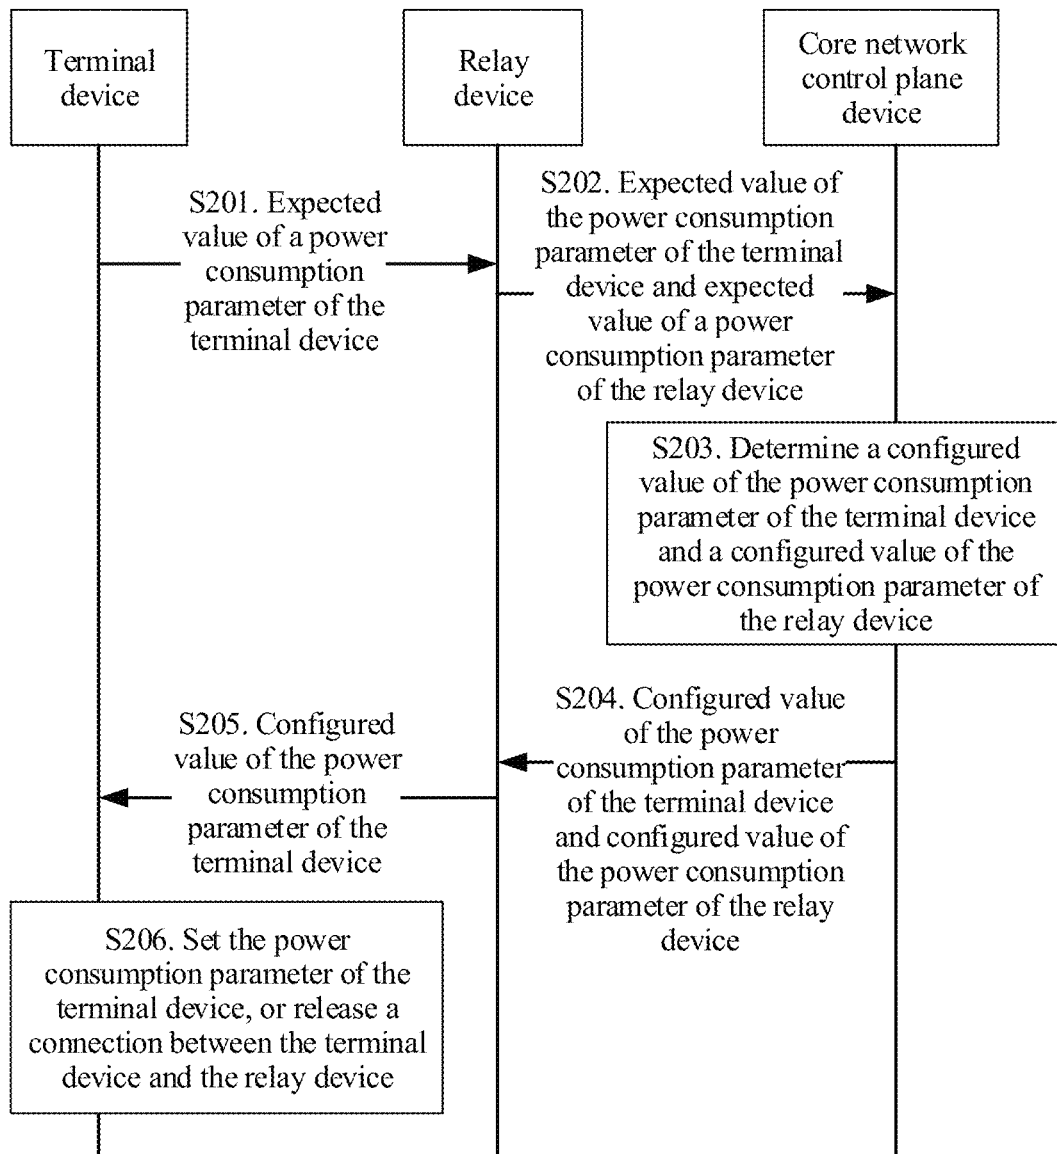 Terminal
device
Relay
device
Core network
control plane
device
S201. Expected
value of a power
consumption
parameter of the
terminal device
S202. Expected value of
the power consumption
parameter of the terminal
device and expected
value of a power
consumption parameter
of the relay device
S203. Determine a configured
value of the power consumption
parameter of the terminal device
and a configured value of the
power consumption parameter of
the relay device
S204. Configured value
of the power
consumption parameter
of the terminal device
and configured value of
the power consumption
parameter of the relay
device
S205. Configured
value of the power
consumption
parameter of the
terminal device
S206. Set the power
consumption parameter of the
terminal device, or release a
connection between the terminal
device and the relay device